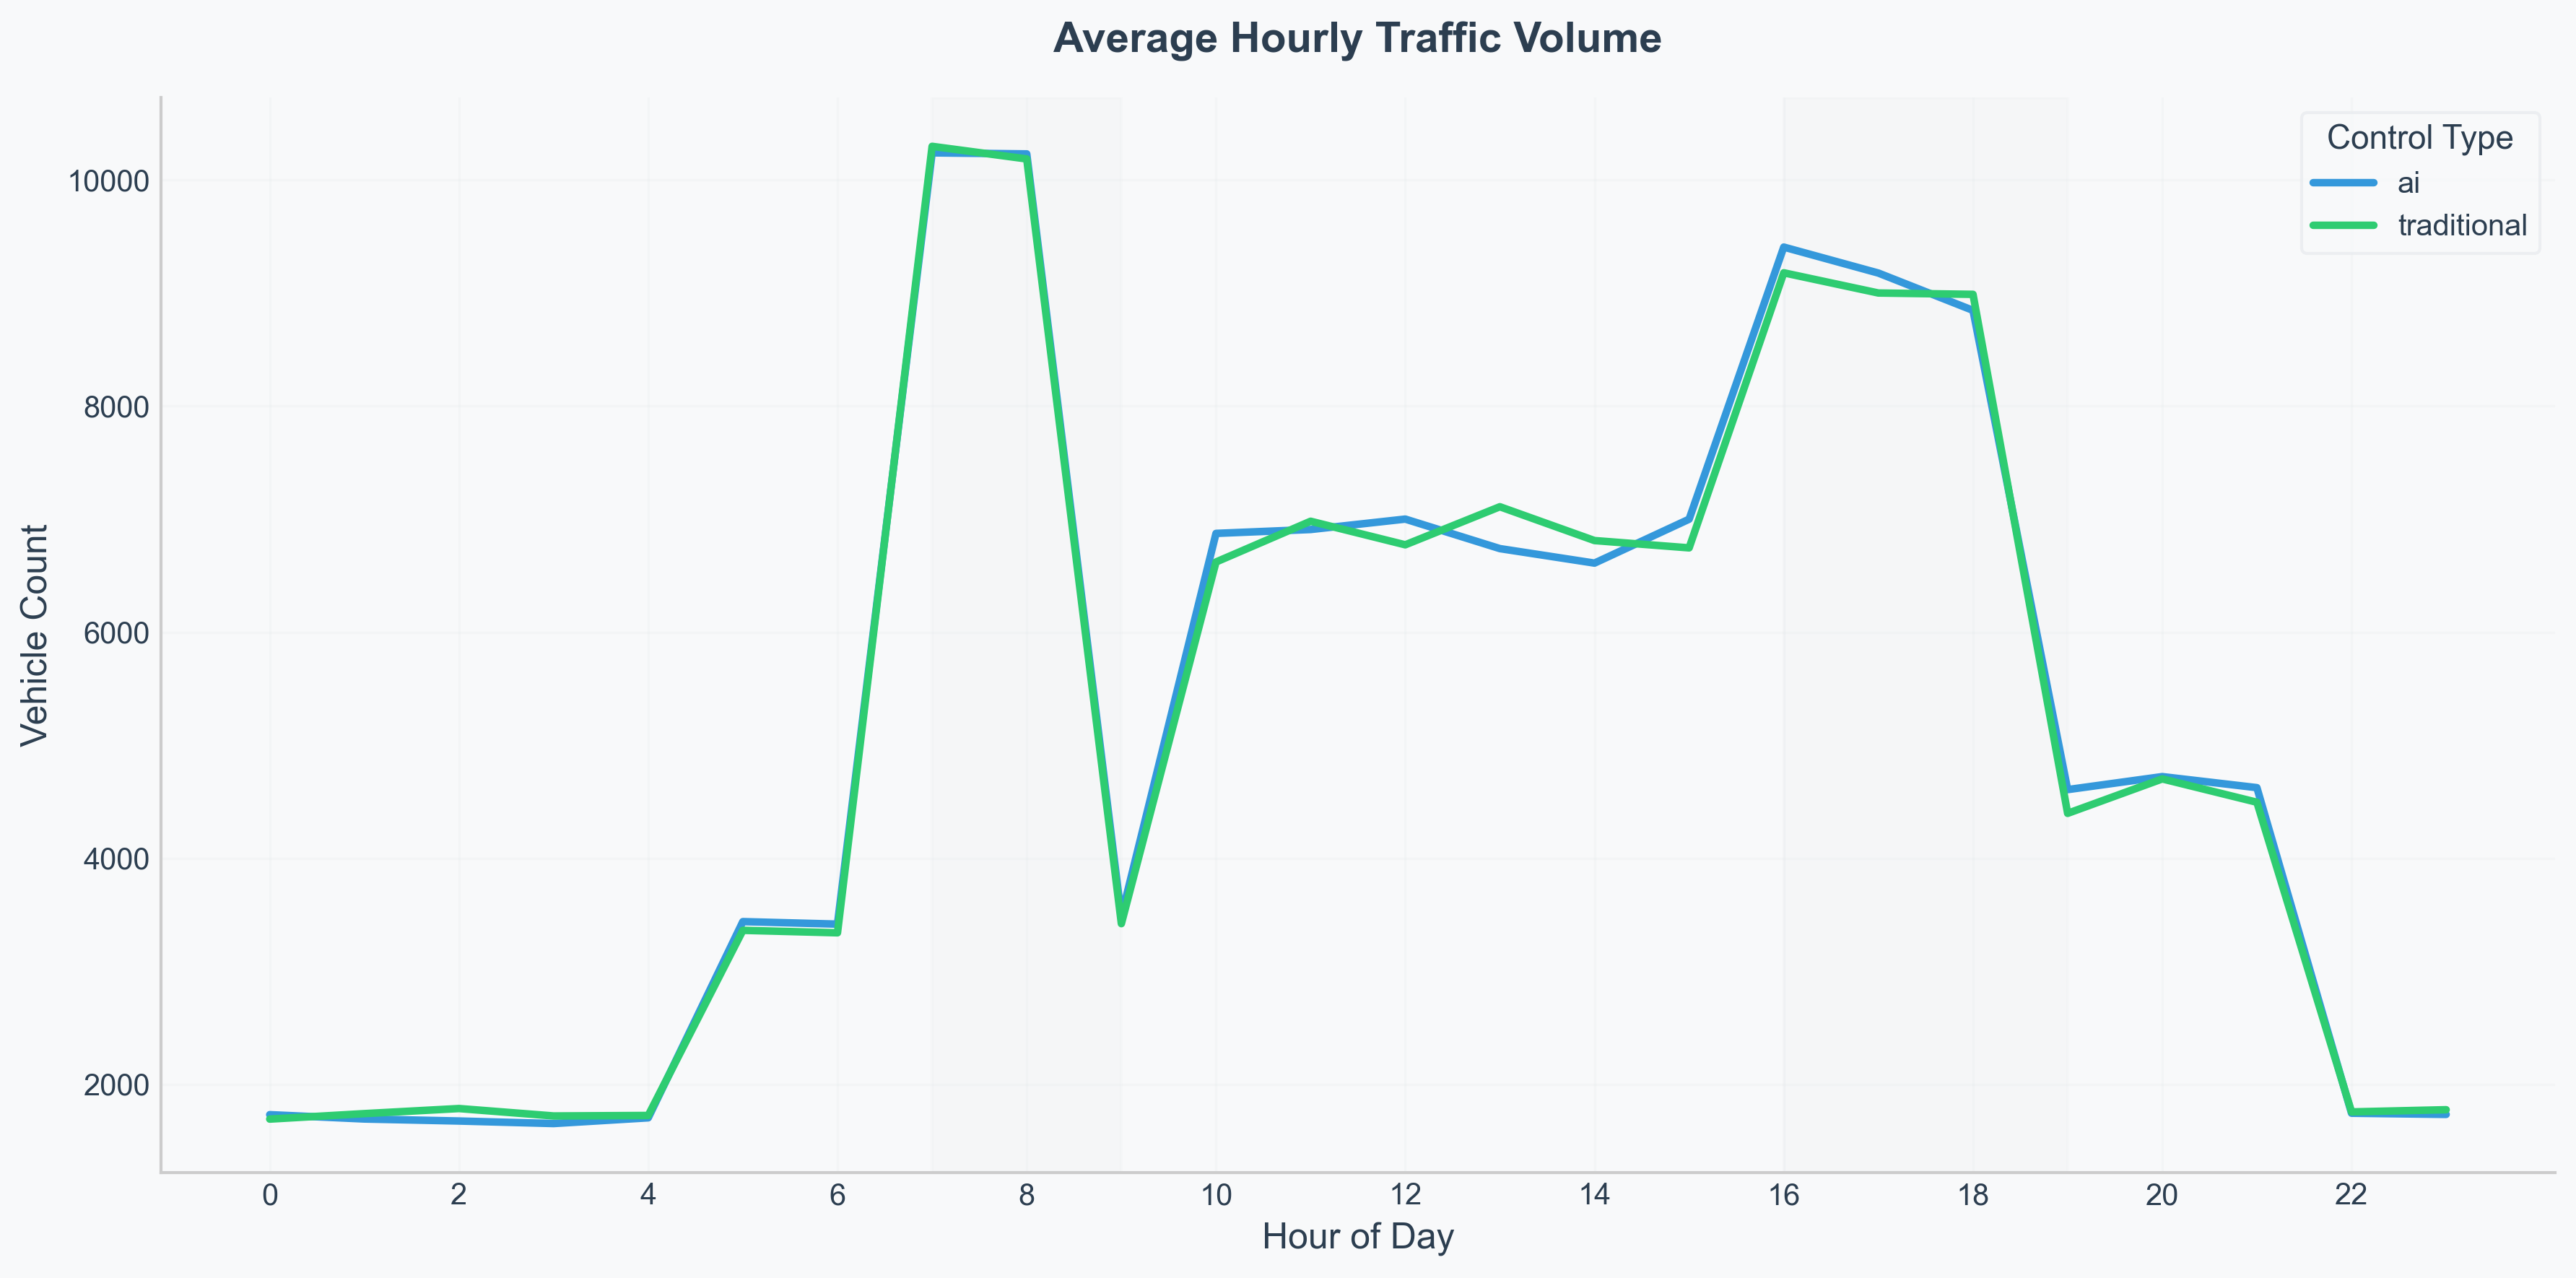 Average Hourly Traffic Volume
Control Type
ai
traditional
10000
8000
6000
4000
2000
Vehicle Count
0 2 4 6 8 10 12 14 16 18 20 22
Hour of Day